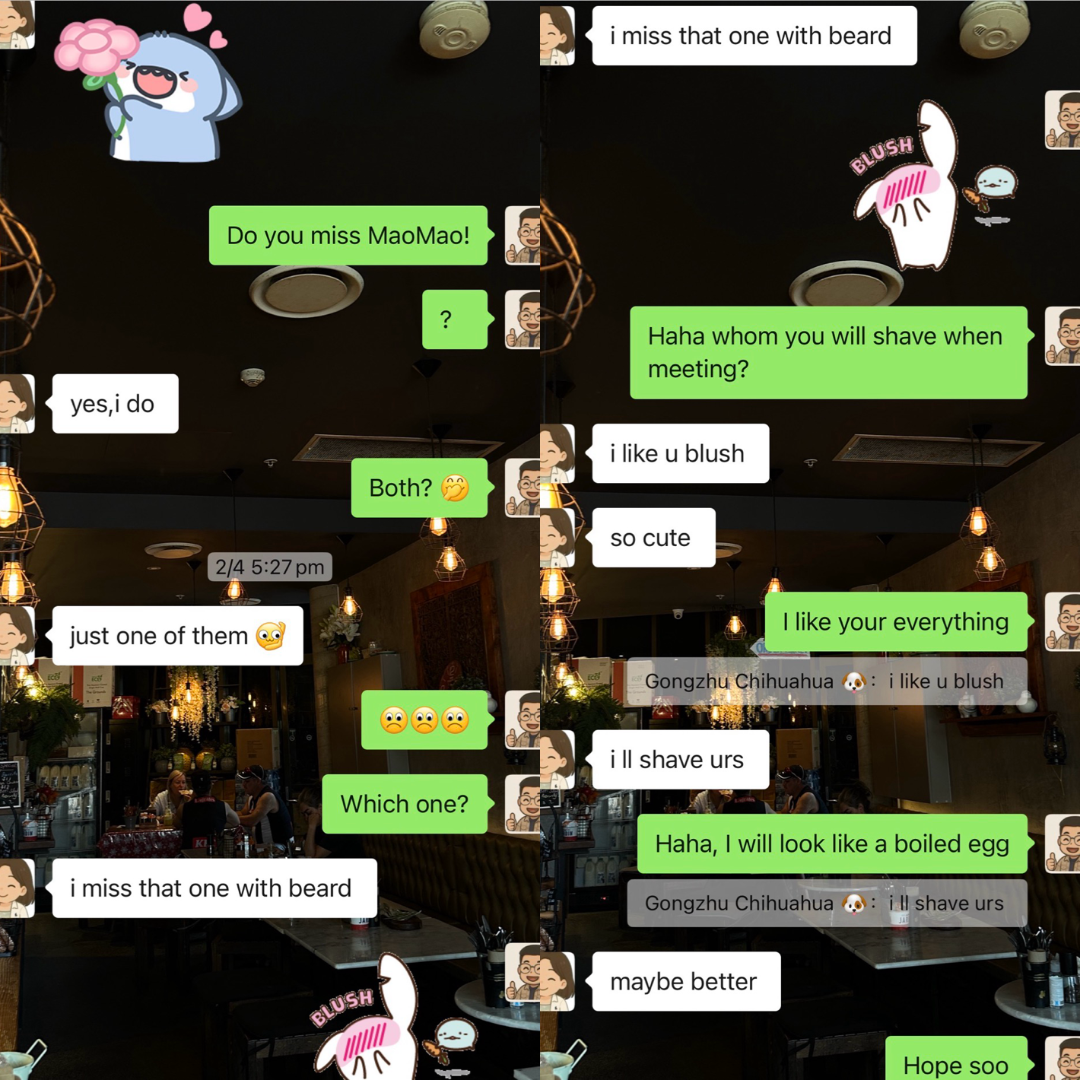 Do you miss MaoMao!
?
yes,i do
Both? 🤭
2/4 5:27 pm
just one of them 🫣
🙁🙁🙁
Which one?
i miss that one with beard
BLUSH
i miss that one with beard
BLUSH
Haha whom you will shave when
meeting?
i like u blush
so cute
I like your everything
Gongzhu Chihuahua 🐶： i like u blush
i ll shave urs
Haha, I will look like a boiled egg
Gongzhu Chihuahua 🐶： i ll shave urs
maybe better
Hope soo